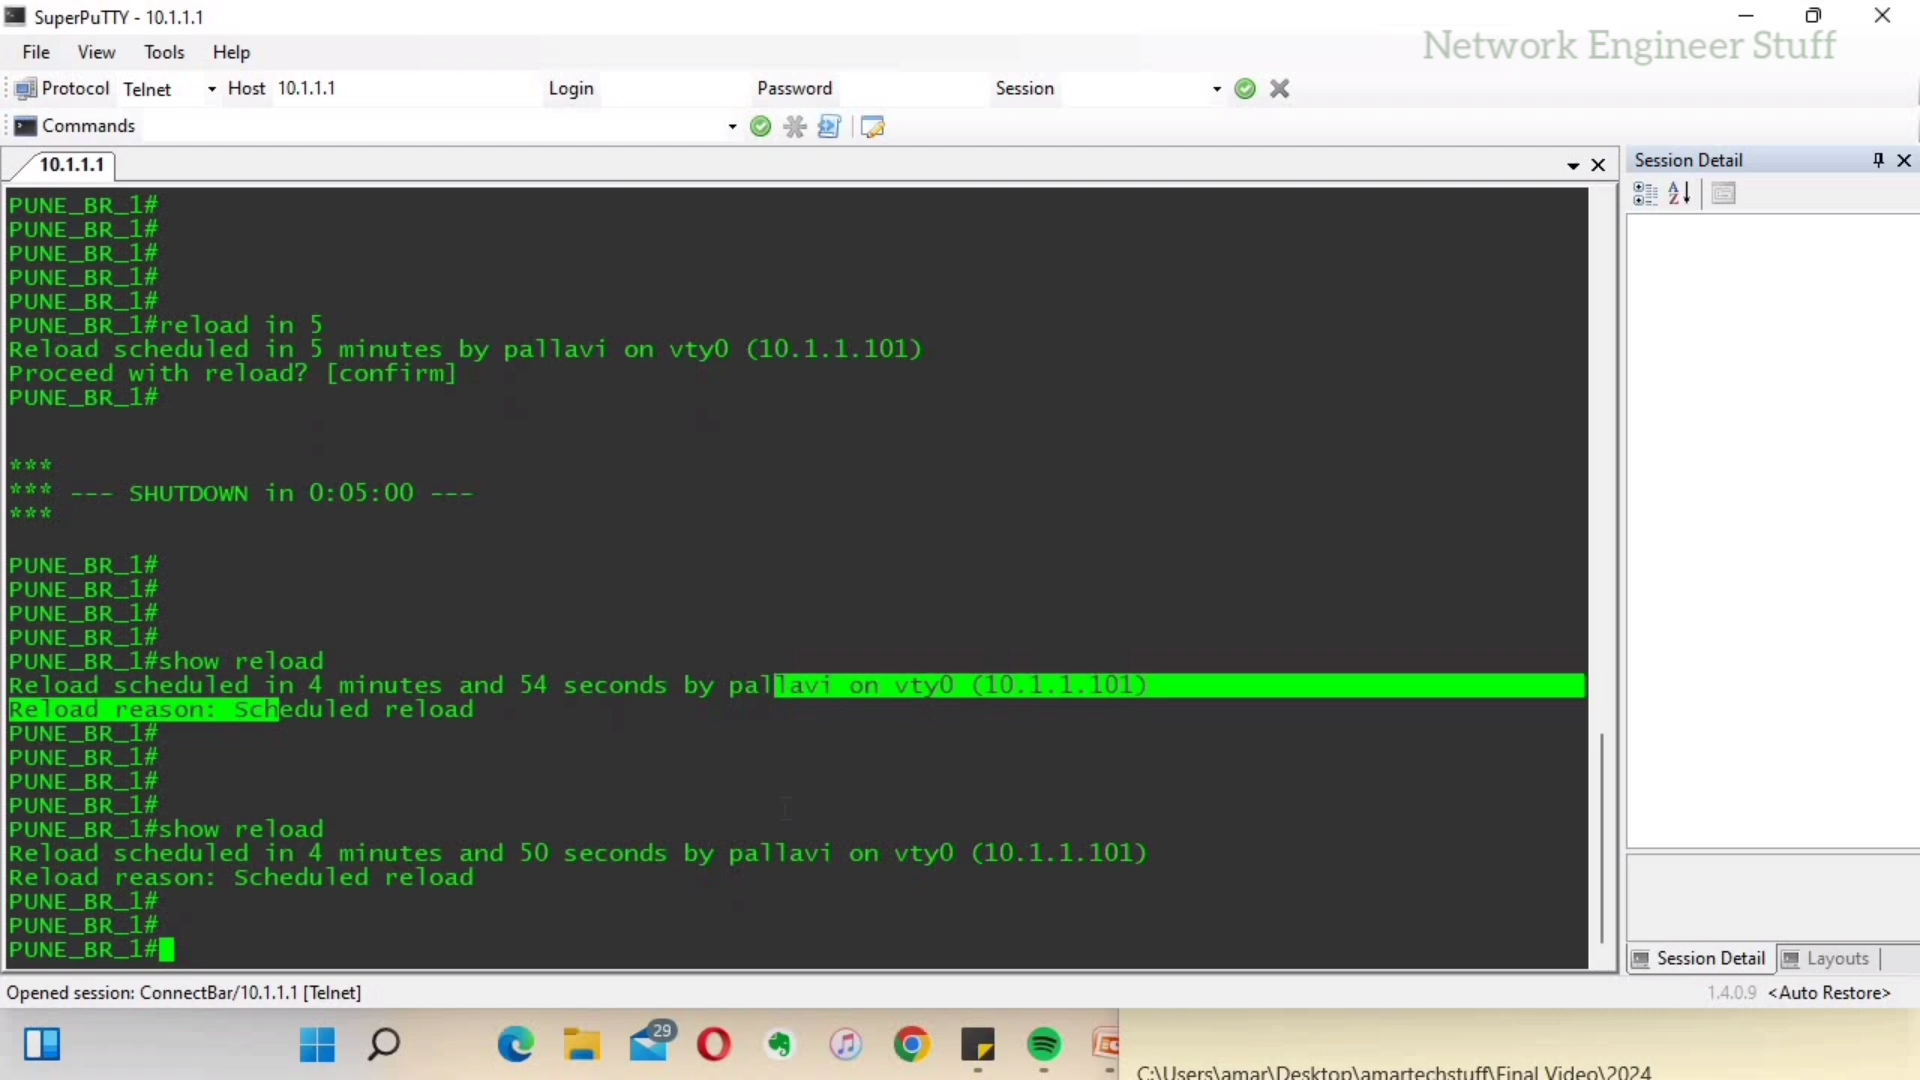 SuperPuTTY - 10.1.1.1
Network Engineer Stuff
File View Tools Help
Protocol Telnet Host 10.1.1.1 Login Password Session
Commands
10.1.1.1
Session Detail
PUNE_BR_1#
PUNE_BR_1#
PUNE_BR_1#
PUNE_BR_1#
PUNE_BR_1#
PUNE_BR_1#reload in 5
Reload scheduled in 5 minutes by pallavi on vty0 (10.1.1.101)
Proceed with reload? [confirm]
PUNE_BR_1#
***
*** --- SHUTDOWN in 0:05:00 ---
***
PUNE_BR_1#
PUNE_BR_1#
PUNE_BR_1#
PUNE_BR_1#
PUNE_BR_1#show reload
Reload scheduled in 4 minutes and 54 seconds by pallavi on vty0 (10.1.1.101)
Reload reason: Scheduled reload
PUNE_BR_1#
PUNE_BR_1#
PUNE_BR_1#
PUNE_BR_1#
PUNE_BR_1#show reload
Reload scheduled in 4 minutes and 50 seconds by pallavi on vty0 (10.1.1.101)
Reload reason: Scheduled reload
PUNE_BR_1#
PUNE_BR_1#
PUNE_BR_1#
Session Detail Layouts
Opened session: ConnectBar/10.1.1.1 [Telnet]
1.4.0.9 <Auto Restore>
29
C:\Users\amar\Desktop\amartechstuff\Final Video\2024